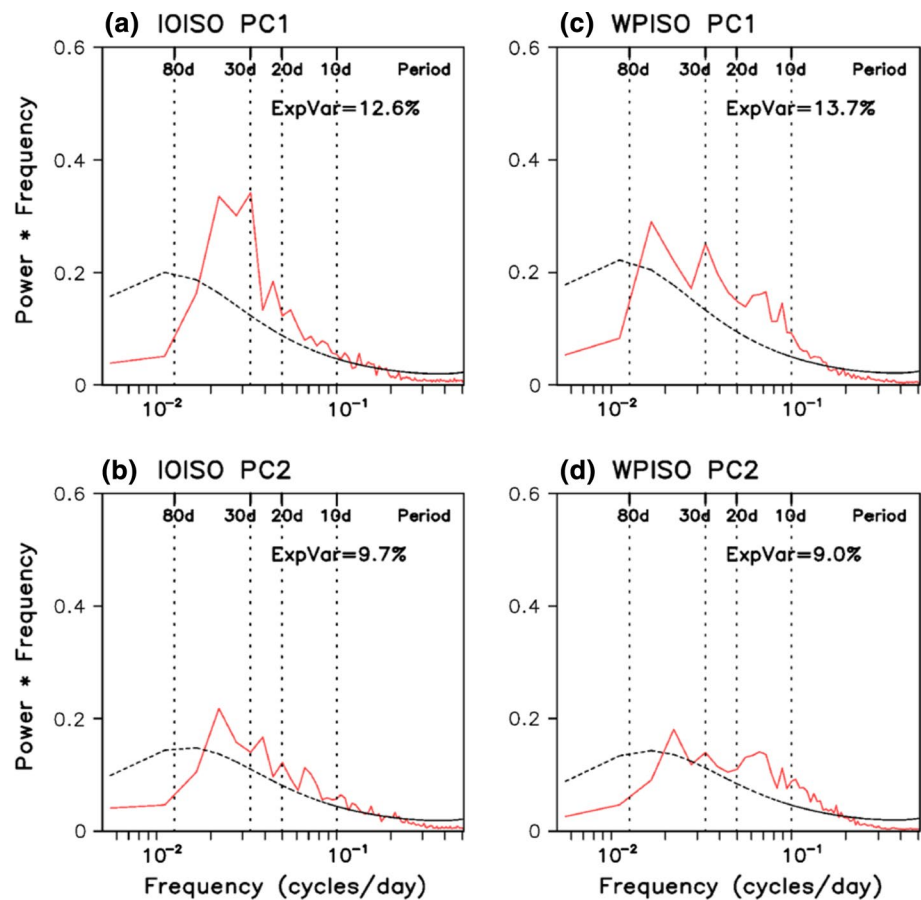 (a) IOISO PC1
0.6
80d 30d 20d 10d Period
ExpVar=12.6%
0.4
0.2
0
10⁻² 10⁻¹
Power * Frequency
(c) WPISO PC1
0.6
80d 30d 20d 10d Period
ExpVar=13.7%
0.4
0.2
0
10⁻² 10⁻¹
(b) IOISO PC2
0.6
80d 30d 20d 10d Period
ExpVar=9.7%
0.4
0.2
0
10⁻² 10⁻¹
Power * Frequency
Frequency (cycles/day)
(d) WPISO PC2
0.6
80d 30d 20d 10d Period
ExpVar=9.0%
0.4
0.2
0
10⁻² 10⁻¹
Frequency (cycles/day)